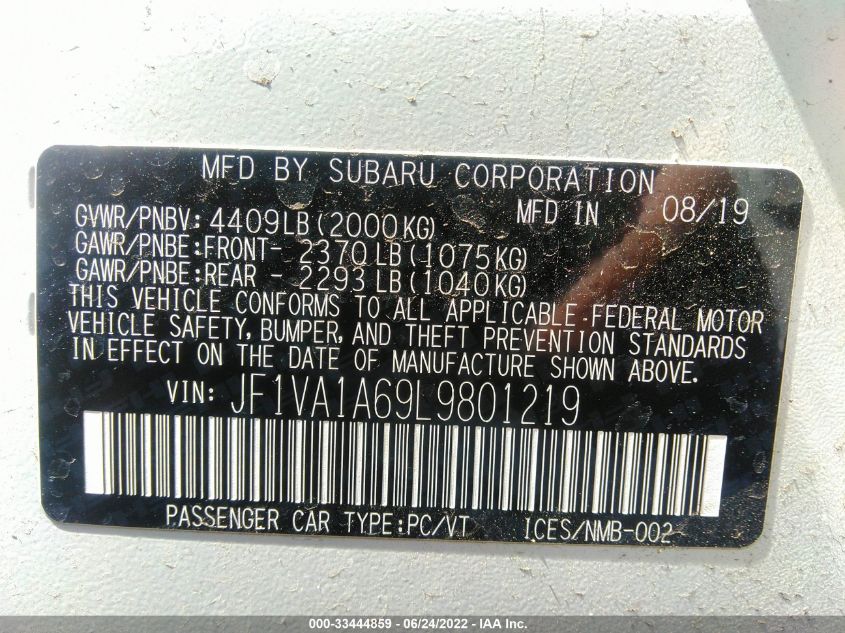 MFD BY SUBARU CORPORATION
MFD IN 08/19
GVWR/PNBV: 4409LB(2000KG)
GAWR/PNBE:FRONT- 2370LB(1075KG)
GAWR/PNBE:REAR - 2293LB(1040KG)
THIS VEHICLE CONFORMS TO ALL APPLICABLE FEDERAL MOTOR
VEHICLE SAFETY, BUMPER, AND THEFT PREVENTION STANDARDS
IN EFFECT ON THE DATE OF MANUFACTURE SHOWN ABOVE.
VIN: JF1VA1A69L9801219
PASSENGER CAR TYPE:PC/VT ICES/NMB-002
000-33444859 - 06/24/2022 - IAA Inc.